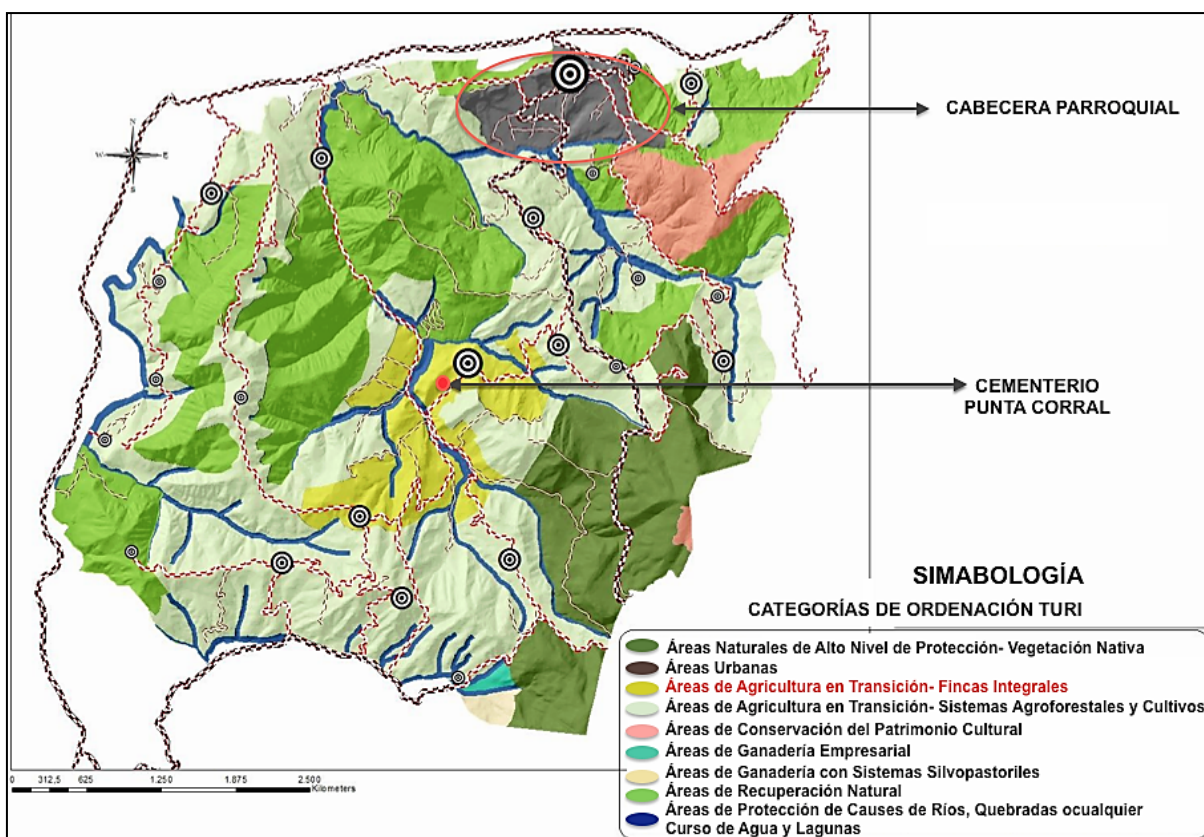 N
W E
S
CABECERA PARROQUIAL
CEMENTERIO
PUNTA CORRAL
SIMABOLOGÍA
CATEGORÍAS DE ORDENACIÓN TURI
Áreas Naturales de Alto Nivel de Protección- Vegetación Nativa
Áreas Urbanas
Áreas de Agricultura en Transición- Fincas Integrales
Áreas de Agricultura en Transición- Sistemas Agroforestales y Cultivos
Áreas de Conservación del Patrimonio Cultural
Áreas de Ganadería Empresarial
Áreas de Ganadería con Sistemas Silvopastoriles
Áreas de Recuperación Natural
Áreas de Protección de Causes de Ríos, Quebradas ocualquier
Curso de Agua y Lagunas
0 312,5 625 1.250 1.875 2.500
Kilometers